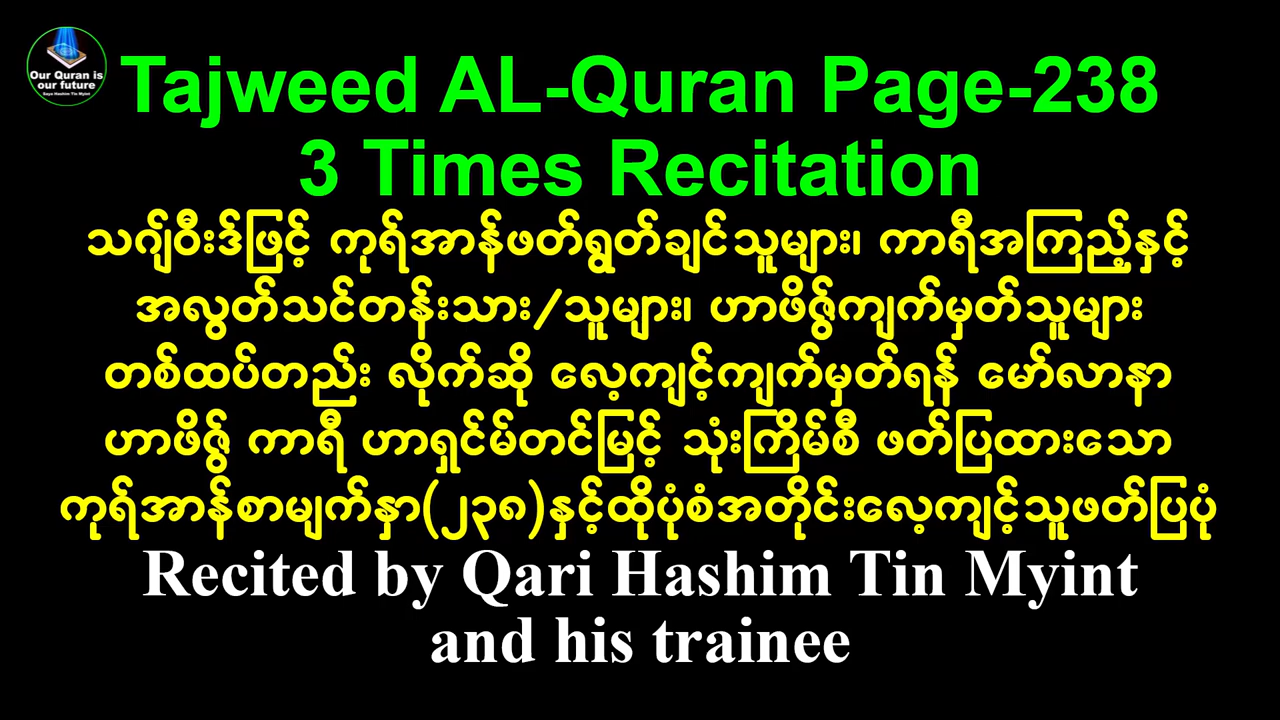 Our Quran is
our future
Saya Hashim Tin Myint
Tajweed AL-Quran Page-238
3 Times Recitation
သဂျ်ဝီးဒ်ဖြင့် ကုရ်အာန်ဖတ်ရွတ်ချင်သူများ၊ ကာရီအကြည့်နှင့်
အလွတ်သင်တန်းသား/သူများ၊ ဟာဖိဇ်ွကျက်မှတ်သူများ
တစ်ထပ်တည်း လိုက်ဆို လေ့ကျင့်ကျက်မှတ်ရန် မော်လာနာ
ဟာဖိဇ်ွ ကာရီ ဟာရှင်မ်တင်မြင့် သုံးကြိမ်စီ ဖတ်ပြထားသော
ကုရ်အာန်စာမျက်နှာ(၂၃၈)နှင့်ထိုပုံစံအတိုင်းလေ့ကျင့်သူဖတ်ပြပုံ
Recited by Qari Hashim Tin Myint
and his trainee